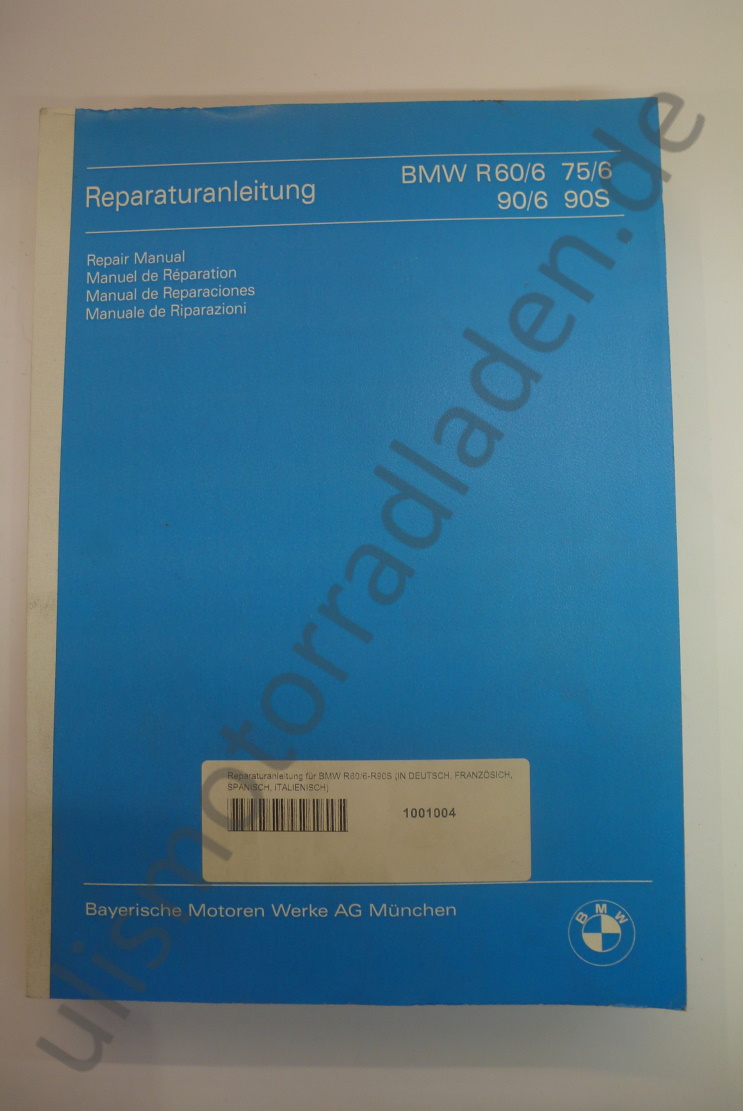 Reparaturanleitung
BMW R60/6 75/6
90/6 90S
Repair Manual
Manuel de Réparation
Manual de Reparaciones
Manuale de Riparazioni
Reparaturanleitung für BMW R60/6-R90S (IN DEUTSCH, FRANZÖSICH,
SPANISCH, ITALIENISCH)
1001004
Bayerische Motoren Werke AG München
BMW
ulismotorradladen.de